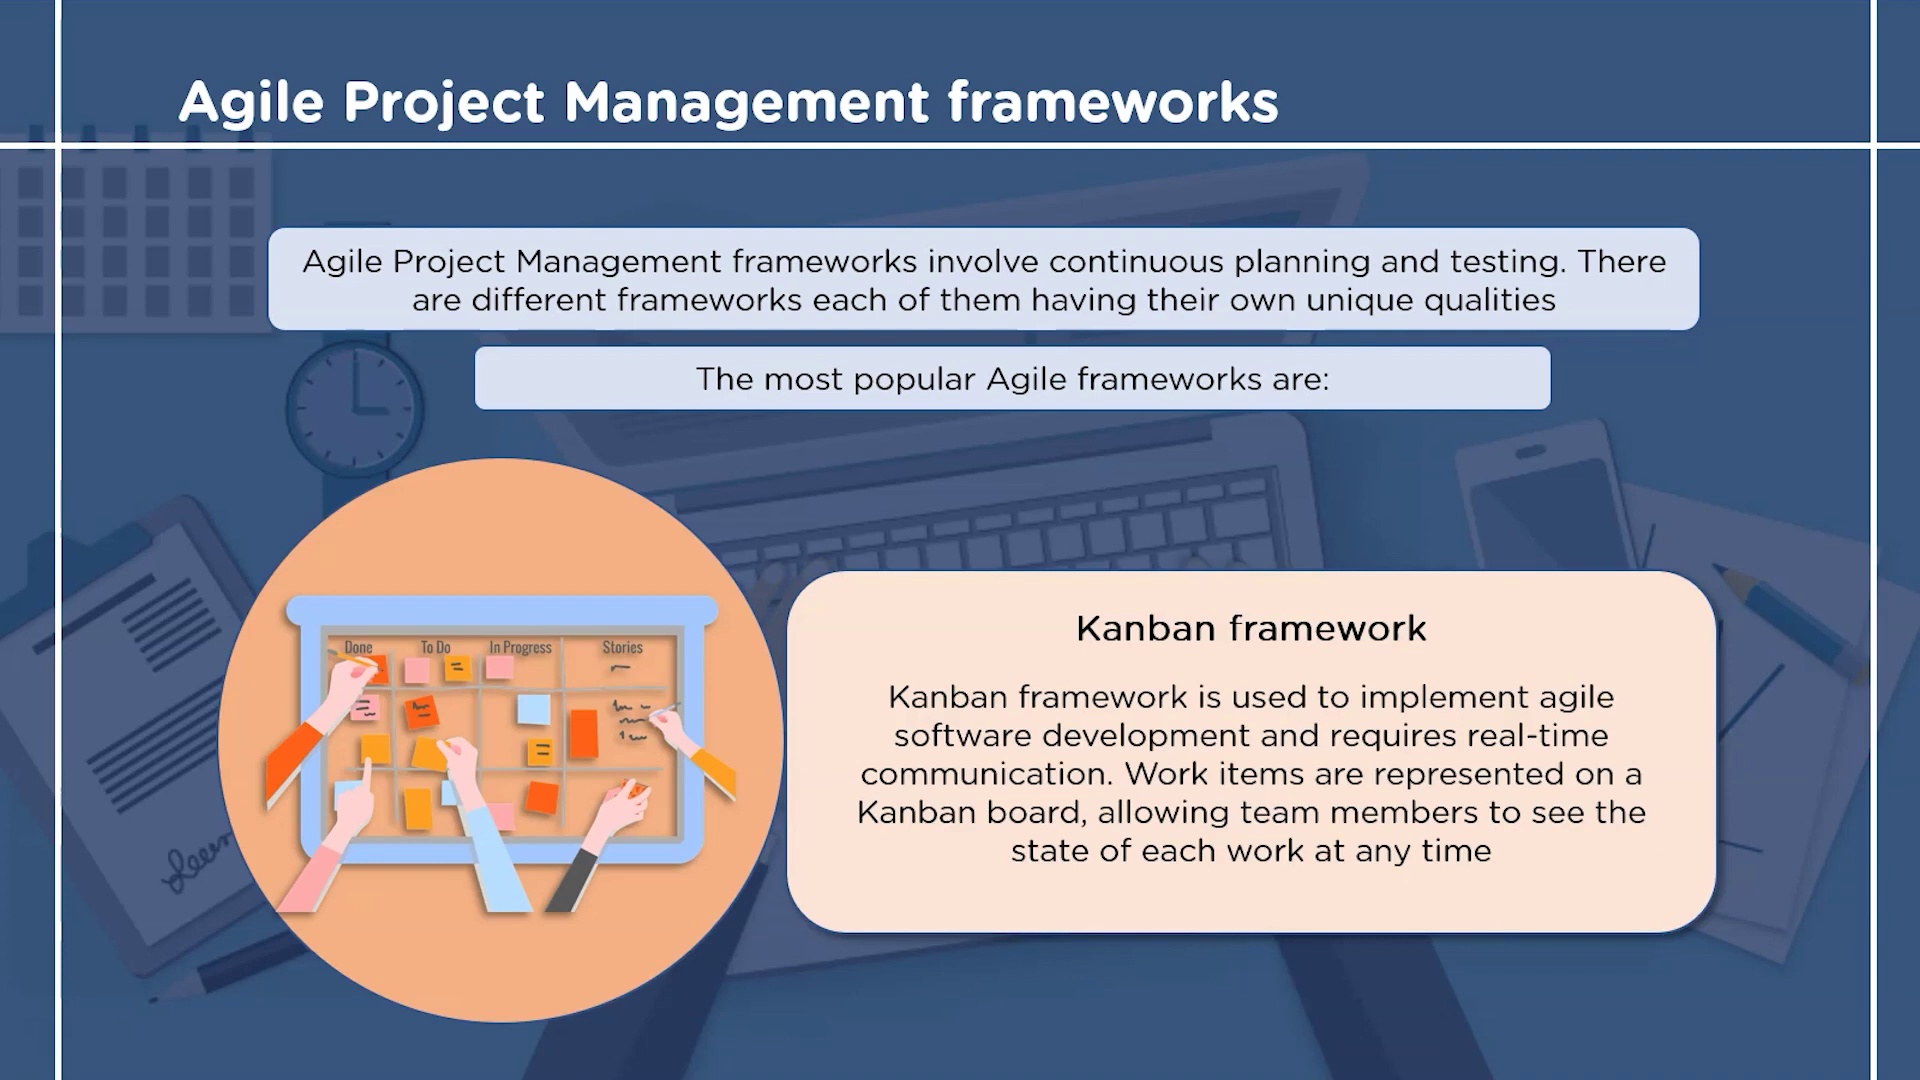 Agile Project Management frameworks
Agile Project Management frameworks involve continuous planning and testing. There
are different frameworks each of them having their own unique qualities
The most popular Agile frameworks are:
Done To Do In Progress Stories
Kanban framework
Kanban framework is used to implement agile
software development and requires real-time
communication. Work items are represented on a
Kanban board, allowing team members to see the
state of each work at any time